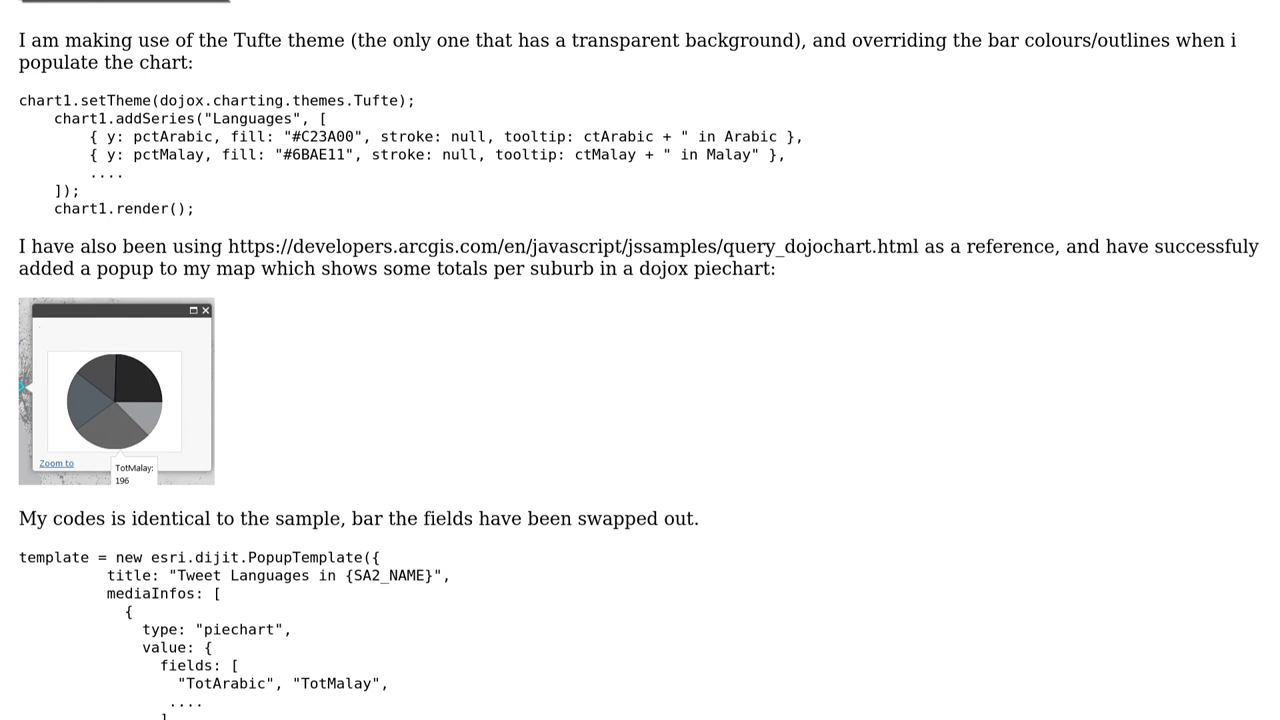 I am making use of the Tufte theme (the only one that has a transparent background), and overriding the bar colours/outlines when i
populate the chart:
chart1.setTheme(dojox.charting.themes.Tufte);
    chart1.addSeries("Languages", [
        { y: pctArabic, fill: "#C23A00", stroke: null, tooltip: ctArabic + " in Arabic },
        { y: pctMalay, fill: "#6BAE11", stroke: null, tooltip: ctMalay + " in Malay" },
        ....
    ]);
    chart1.render();
I have also been using https://developers.arcgis.com/en/javascript/jssamples/query_dojochart.html as a reference, and have successfuly
added a popup to my map which shows some totals per suburb in a dojox piechart:
Zoom to
TotMalay:
196
My codes is identical to the sample, bar the fields have been swapped out.
template = new esri.dijit.PopupTemplate({
          title: "Tweet Languages in {SA2_NAME}",
          mediaInfos: [
            {
              type: "piechart",
              value: {
                fields: [
                  "TotArabic", "TotMalay",
                 ....
                ]